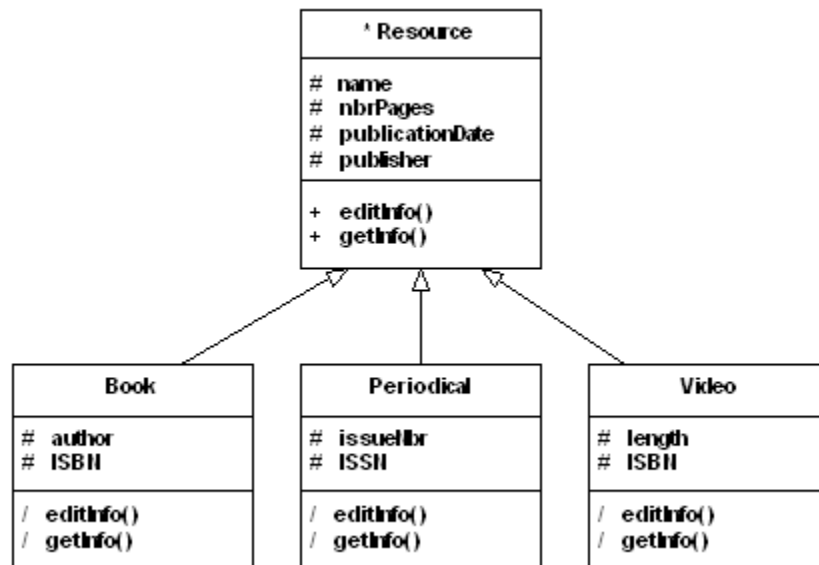 * Resource
# name
# nbrPages
# publicationDate
# publisher
+ editInfo()
+ getInfo()
Book
# author
# ISBN
/ editInfo()
/ getInfo()
Periodical
# issueNbr
# ISSN
/ editInfo()
/ getInfo()
Video
# length
# ISBN
/ editInfo()
/ getInfo()